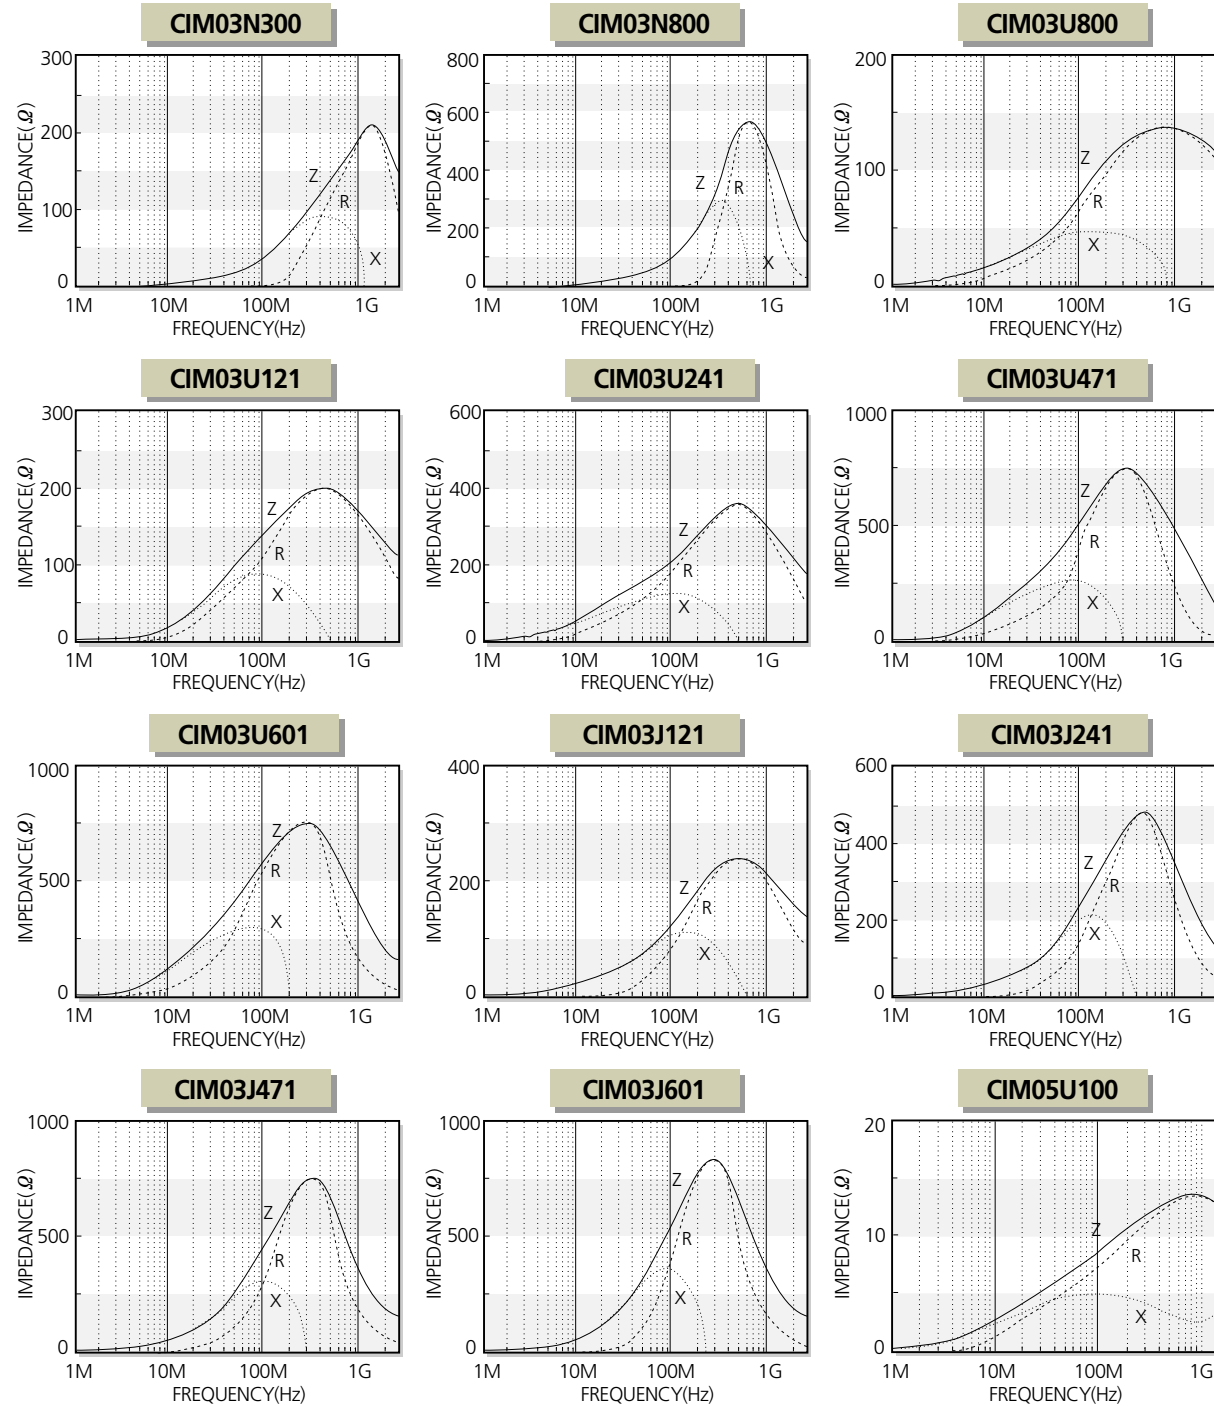 CIM03N300
CIM03N800
CIM03U800
IMPEDANCE(Ω)
300
200
100
0
Z
R
X
1M
10M
100M
1G
FREQUENCY(Hz)
IMPEDANCE(Ω)
800
600
400
200
0
Z
R
X
1M
10M
100M
1G
FREQUENCY(Hz)
IMPEDANCE(Ω)
200
100
0
Z
R
X
1M
10M
100M
1G
FREQUENCY(Hz)
CIM03U121
CIM03U241
CIM03U471
IMPEDANCE(Ω)
300
200
100
0
Z
R
X
1M
10M
100M
1G
FREQUENCY(Hz)
IMPEDANCE(Ω)
600
400
200
0
Z
R
X
1M
10M
100M
1G
FREQUENCY(Hz)
IMPEDANCE(Ω)
1000
500
0
Z
R
X
1M
10M
100M
1G
FREQUENCY(Hz)
CIM03U601
CIM03J121
CIM03J241
IMPEDANCE(Ω)
1000
500
0
Z
R
X
1M
10M
100M
1G
FREQUENCY(Hz)
IMPEDANCE(Ω)
400
200
0
Z
R
X
1M
10M
100M
1G
FREQUENCY(Hz)
IMPEDANCE(Ω)
600
400
200
0
Z
R
X
1M
10M
100M
1G
FREQUENCY(Hz)
CIM03J471
CIM03J601
CIM05U100
IMPEDANCE(Ω)
1000
500
0
Z
R
X
1M
10M
100M
1G
FREQUENCY(Hz)
IMPEDANCE(Ω)
1000
500
0
Z
R
X
1M
10M
100M
1G
FREQUENCY(Hz)
IMPEDANCE(Ω)
20
10
0
Z
R
X
1M
10M
100M
1G
FREQUENCY(Hz)